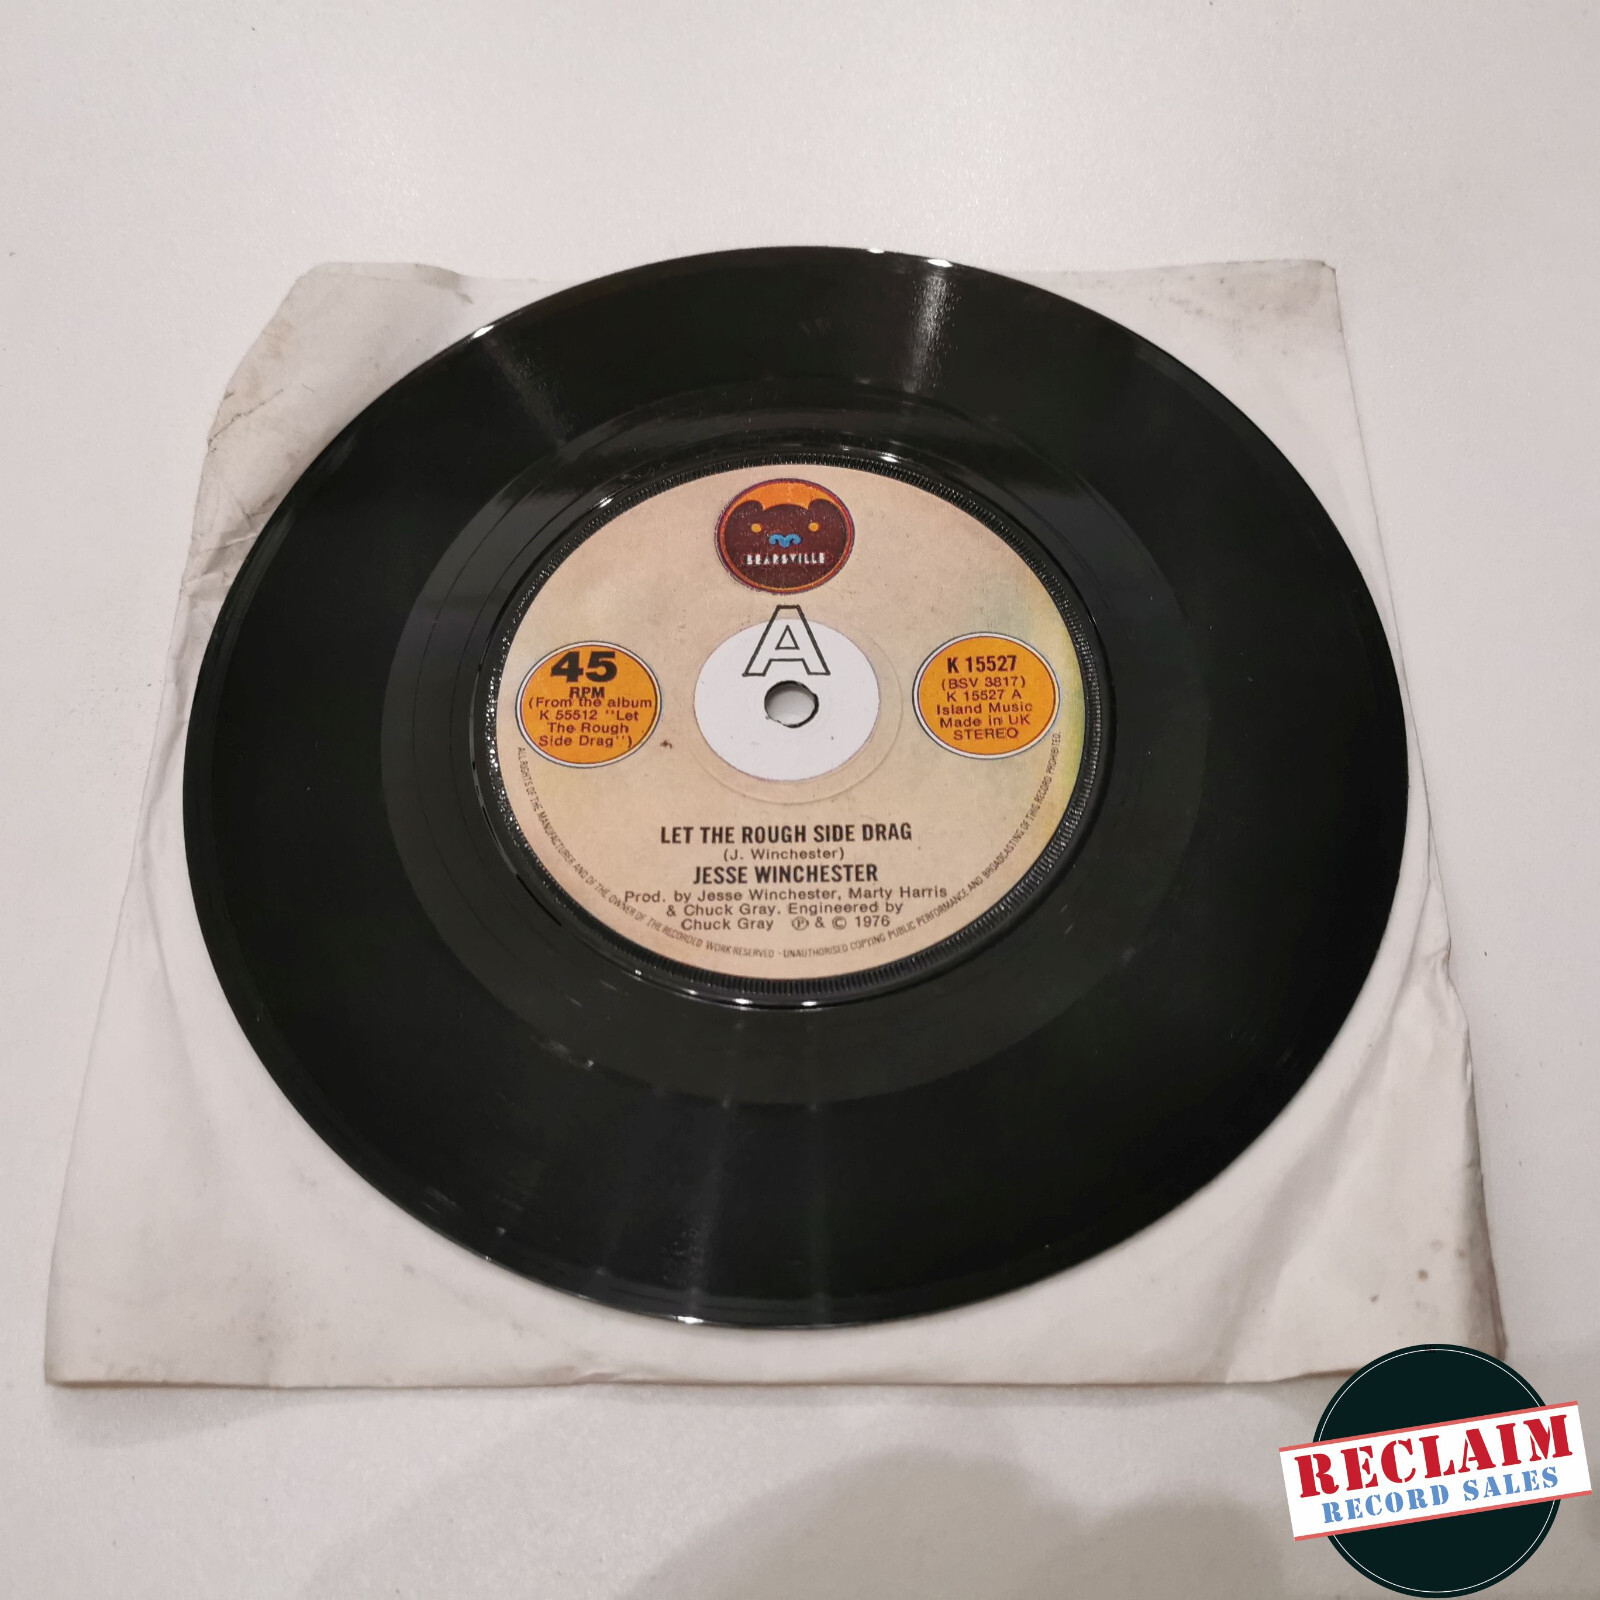 BEARSVILLE
A
45
RPM
(From the album
K 55512 "Let
The Rough
Side Drag")
K 15527
(BSV 3817)
K 15527 A
Island Music
Made in UK
STEREO
LET THE ROUGH SIDE DRAG
(J. Winchester)
JESSE WINCHESTER
Prod. by Jesse Winchester, Marty Harris
& Chuck Gray. Engineered by
Chuck Gray ℗ & © 1976
ALL RIGHTS OF THE MANUFACTURER AND OF THE OWNER OF THE RECORDED WORK RESERVED - UNAUTHORISED COPYING PUBLIC PERFORMANCE AND BROADCASTING OF THIS RECORD PROHIBITED.
RECLAIM
RECORD SALES